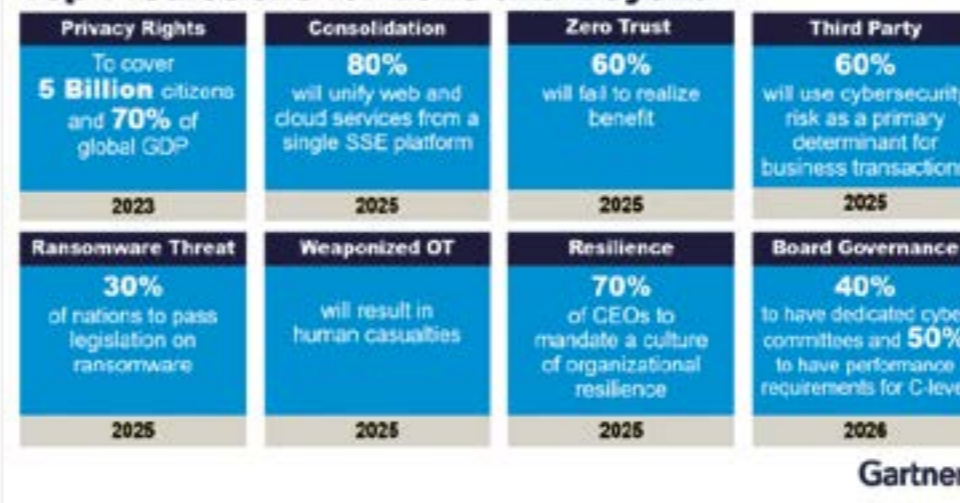 Privacy Rights
To cover
5 Billion citizens
and 70% of
global GDP
2023
Consolidation
80%
will unify web and
cloud services from a
single SSE platform
2025
Zero Trust
60%
will fail to realize
benefit
2025
Third Party
60%
will use cybersecurity
risk as a primary
determinant for
business transactions
2025
Ransomware Threat
30%
of nations to pass
legislation on
ransomware
2025
Weaponized OT
will result in
human casualties
2025
Resilience
70%
of CEOs to
mandate a culture
of organizational
resilience
2025
Board Governance
40%
to have dedicated cyber
committees and 50%
to have performance
requirements for C-level
2026
Gartner